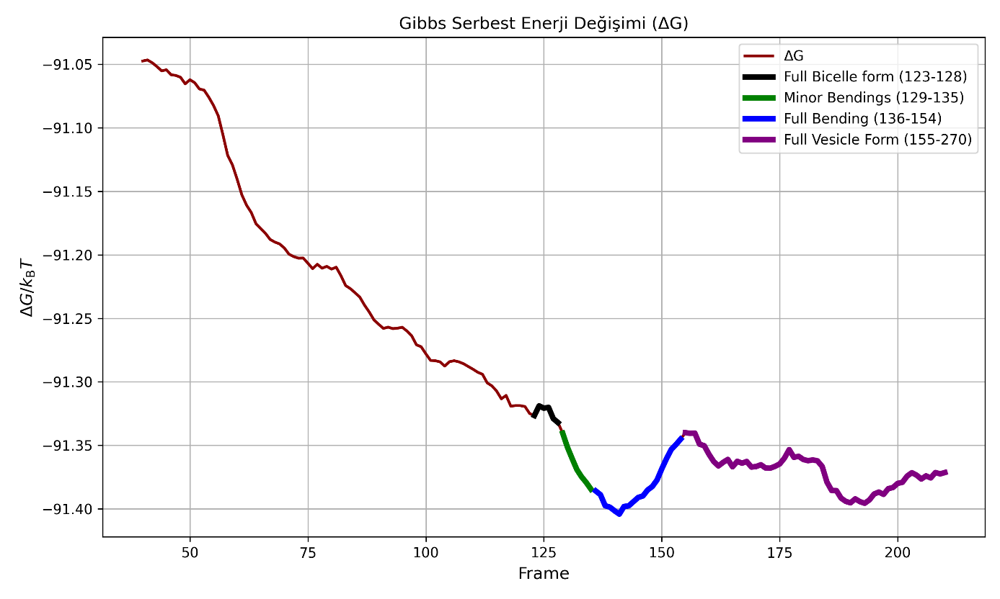 Gibbs Serbest Enerji Değişimi (ΔG)
ΔG
Full Bicelle form (123-128)
Minor Bendings (129-135)
Full Bending (136-154)
Full Vesicle Form (155-270)
ΔG/k_BT
−91.05
−91.10
−91.15
−91.20
−91.25
−91.30
−91.35
−91.40
50 75 100 125 150 175 200
Frame